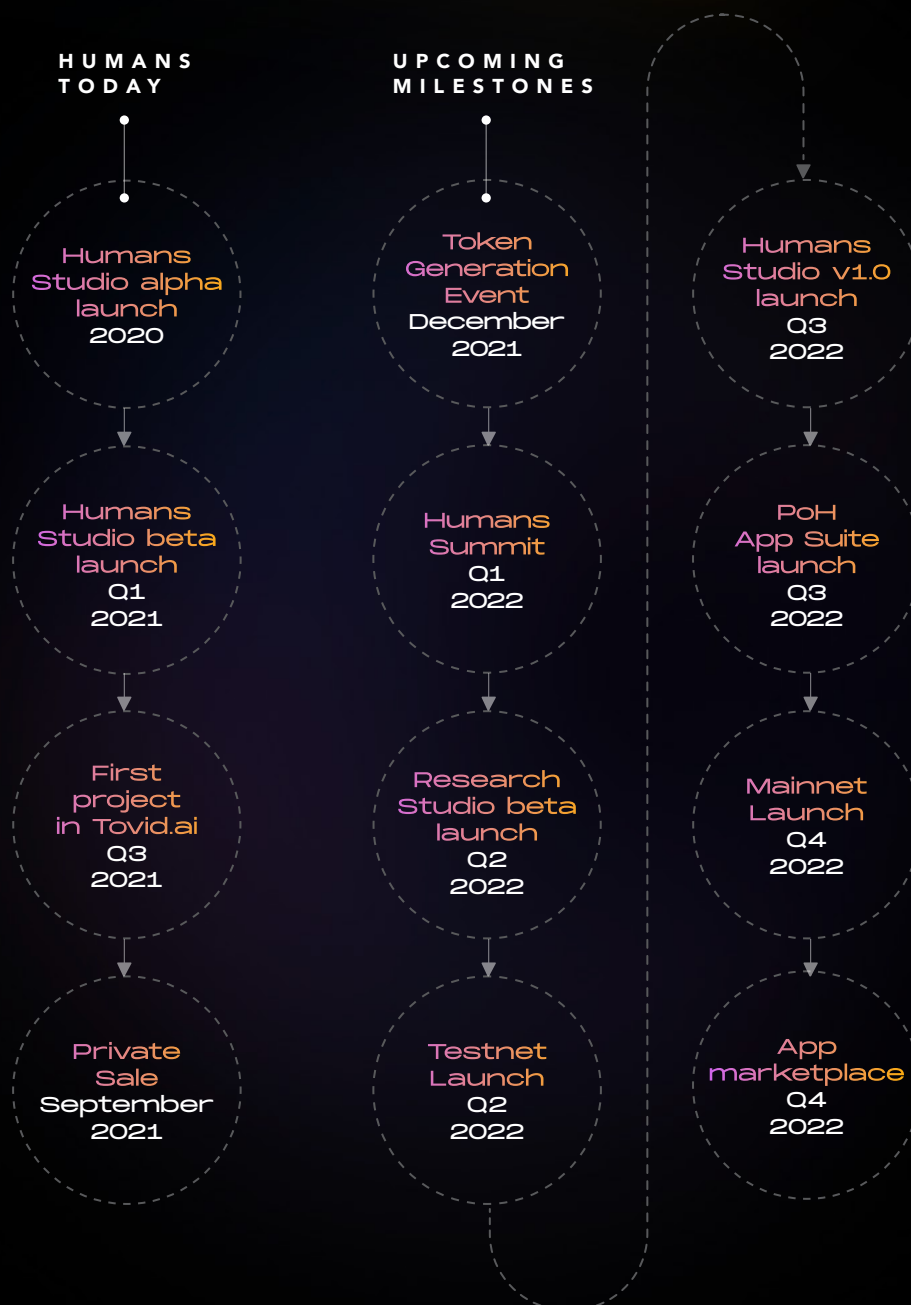 HUMANS
TODAY
Humans
Studio alpha
launch
2020
Humans
Studio beta
launch
Q1
2021
First
project
in Tovid.ai
Q3
2021
Private
Sale
September
2021
UPCOMING
MILESTONES
Token
Generation
Event
December
2021
Humans
Summit
Q1
2022
Research
Studio beta
launch
Q2
2022
Testnet
Launch
Q2
2022
Humans
Studio v1.0
launch
Q3
2022
PoH
App Suite
launch
Q3
2022
Mainnet
Launch
Q4
2022
App
marketplace
Q4
2022